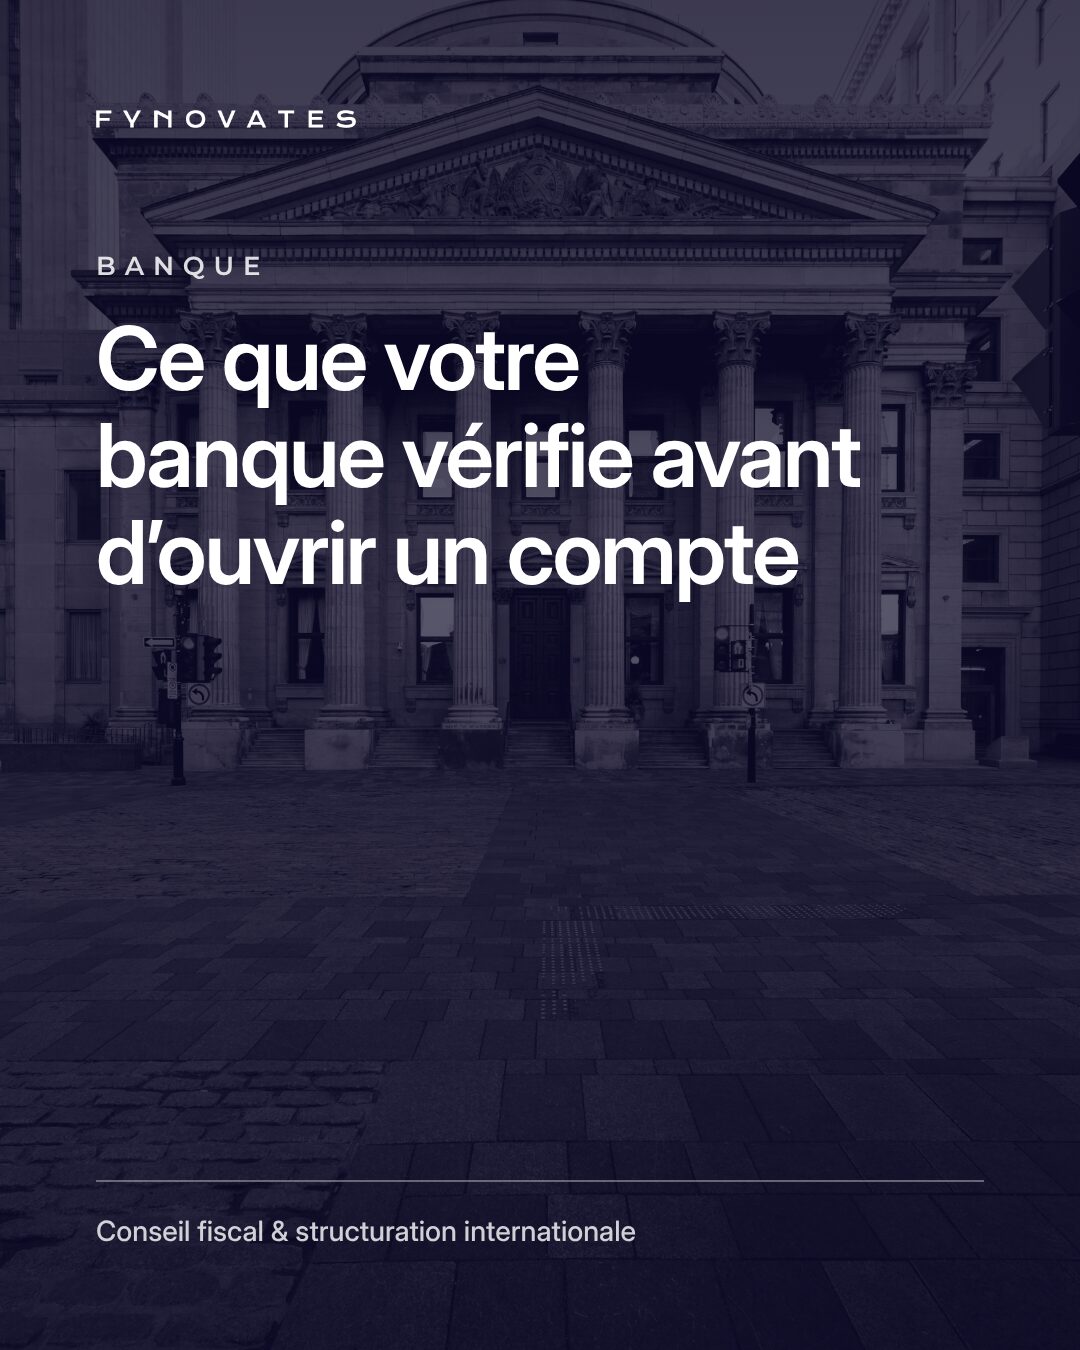 FYNOVATES
BANQUE
Ce que votre
banque vérifie avant
d’ouvrir un compte
Conseil fiscal & structuration internationale